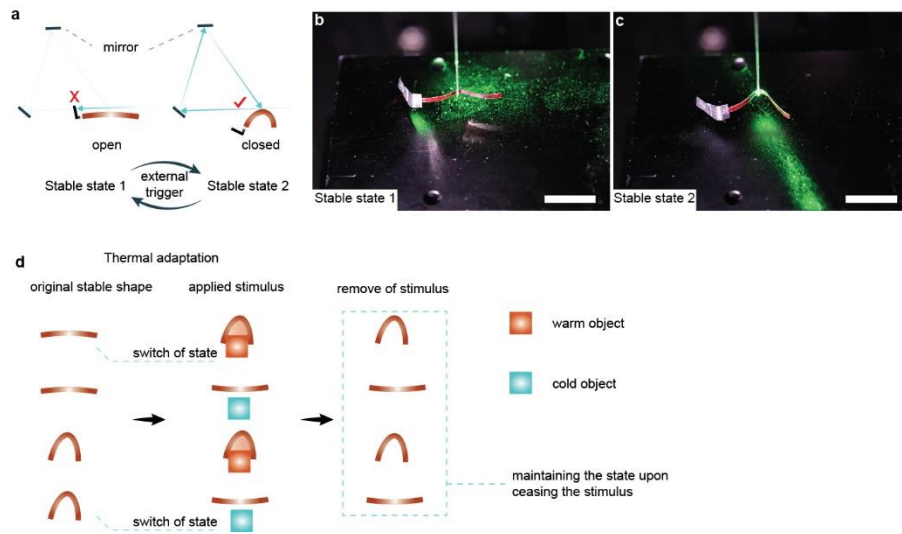 a
mirror
X
open
closed
Stable state 1
external
trigger
Stable state 2
b
Stable state 1
c
Stable state 2
d
Thermal adaptation
original stable shape
applied stimulus
remove of stimulus
switch of state
warm object
cold object
switch of state
maintaining the state upon
ceasing the stimulus